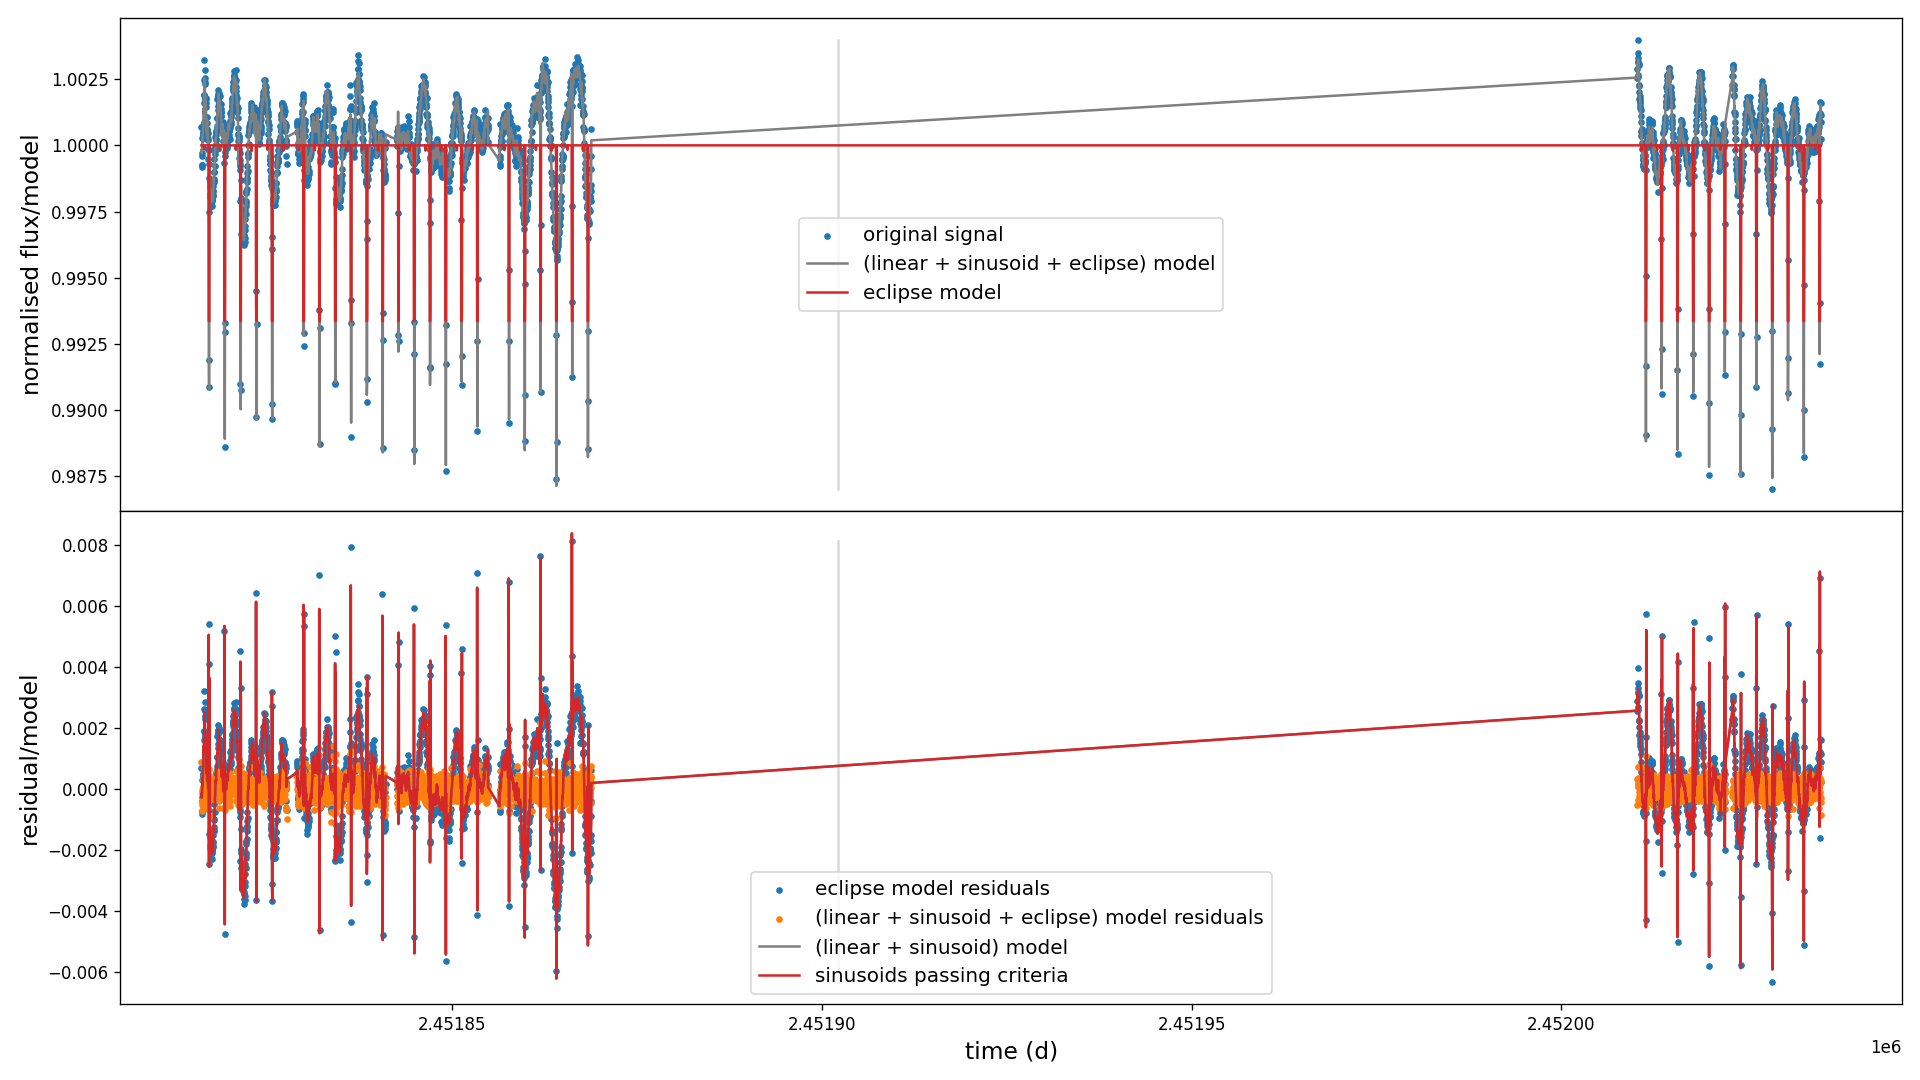 normalised flux/model
1.0025
1.0000
0.9975
0.9950
0.9925
0.9900
0.9875
original signal
(linear + sinusoid + eclipse) model
eclipse model
residual/model
0.008
0.006
0.004
0.002
0.000
−0.002
−0.004
−0.006
eclipse model residuals
(linear + sinusoid + eclipse) model residuals
(linear + sinusoid) model
sinusoids passing criteria
2.45185 2.45190 2.45195 2.45200
time (d)
1e6